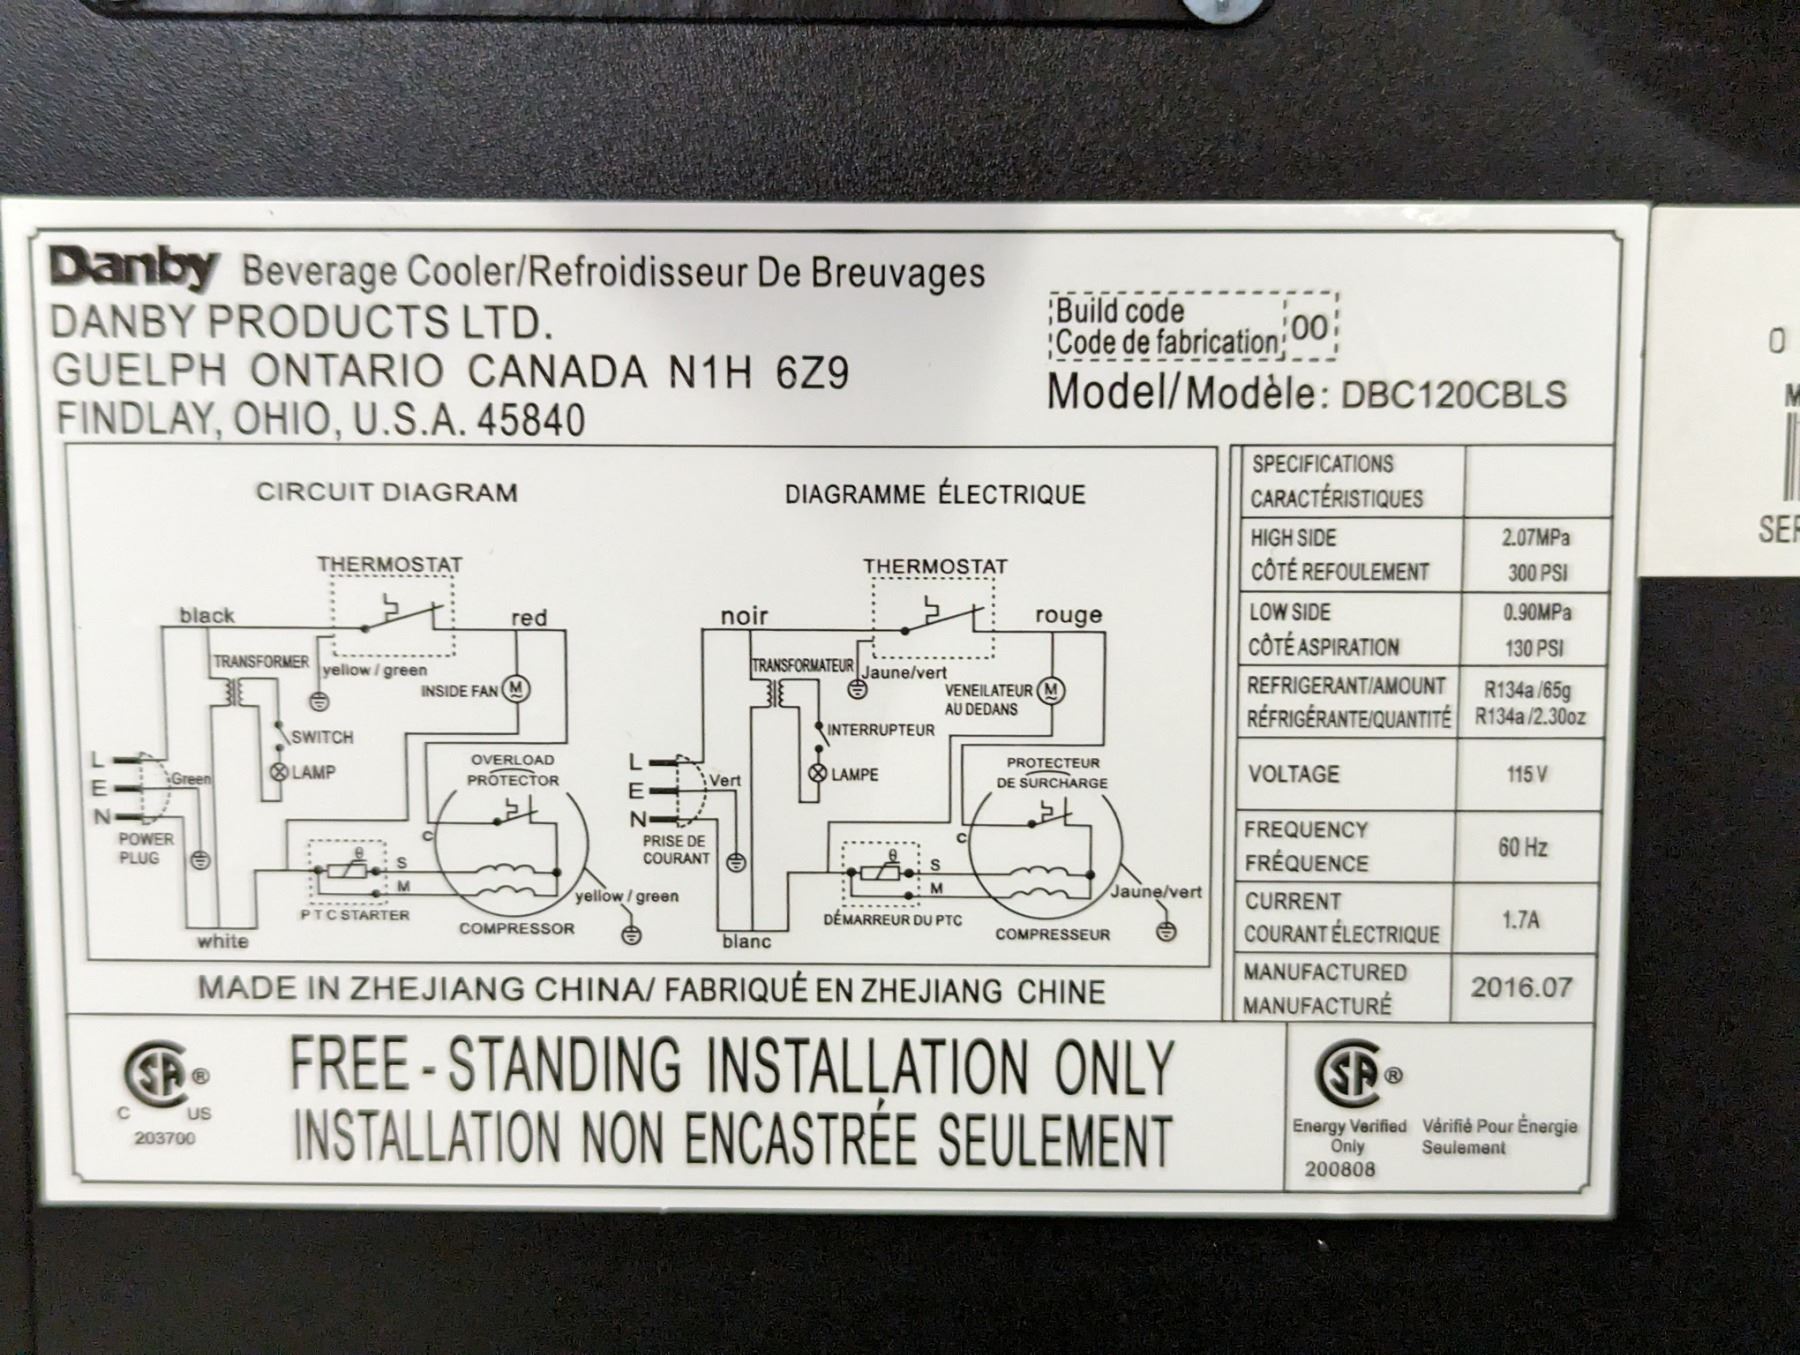 Danby Beverage Cooler/Refroidisseur De Breuvages
DANBY PRODUCTS LTD.
GUELPH ONTARIO CANADA N1H 6Z9
FINDLAY, OHIO, U.S.A. 45840
Build code
Code de fabrication 00
Model/Modèle: DBC120CBLS
CIRCUIT DIAGRAM
THERMOSTAT
black
red
TRANSFORMER
yellow / green
INSIDE FAN M
SWITCH
LAMP
OVERLOAD
PROTECTOR
L
E
N
Green
POWER
PLUG
C
θ
S
M
PTC STARTER
yellow / green
COMPRESSOR
white
DIAGRAMME ÉLECTRIQUE
THERMOSTAT
noir
rouge
TRANSFORMATEUR
Jaune/vert
VENEILATEUR M
AU DEDANS
INTERRUPTEUR
LAMPE
PROTECTEUR
DE SURCHARGE
L
E
N
Vert
PRISE DE
COURANT
C
θ
S
M
DÉMARREUR DU PTC
Jaune/vert
COMPRESSEUR
blanc
SPECIFICATIONS
CARACTÉRISTIQUES
HIGH SIDE 2.07MPa
CÔTÉ REFOULEMENT 300 PSI
LOW SIDE 0.90MPa
CÔTÉ ASPIRATION 130 PSI
REFRIGERANT/AMOUNT R134a/65g
RÉFRIGÉRANTE/QUANTITÉ R134a/2.30oz
VOLTAGE 115 V
FREQUENCY
FRÉQUENCE 60 Hz
CURRENT
COURANT ÉLECTRIQUE 1.7A
MANUFACTURED
MANUFACTURÉ 2016.07
MADE IN ZHEJIANG CHINA/ FABRIQUÉ EN ZHEJIANG CHINE
SA ®
C US
203700
FREE - STANDING INSTALLATION ONLY
INSTALLATION NON ENCASTRÉE SEULEMENT
SA ®
Energy Verified
Only
200808
Vérifié Pour Énergie
Seulement
0
M
SER